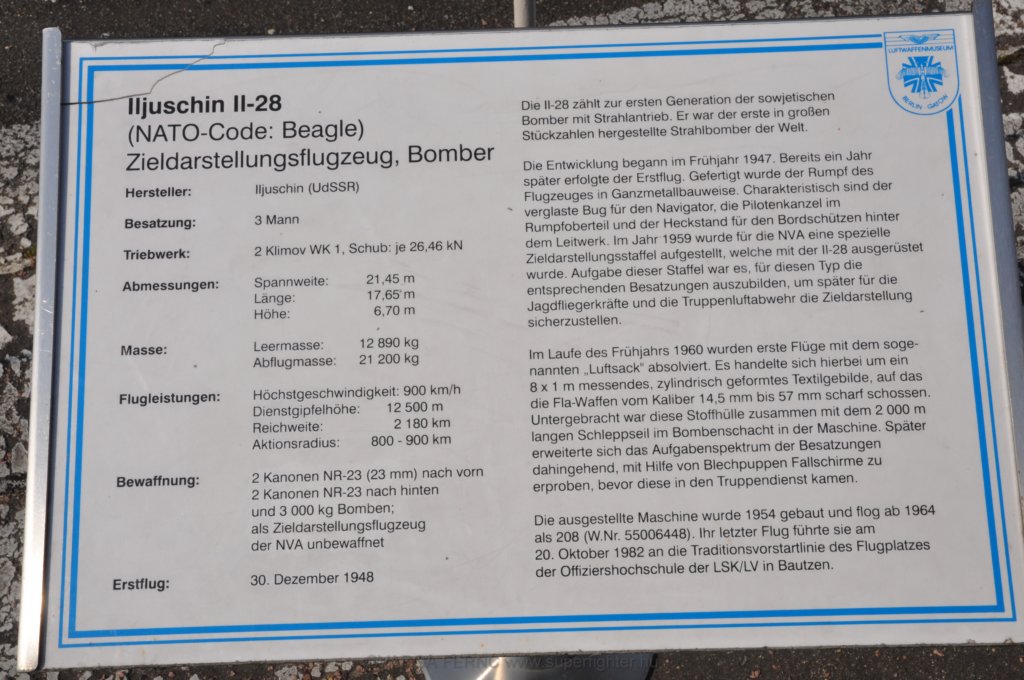 Iljuschin Il-28
(NATO-Code: Beagle)
Zieldarstellungsflugzeug, Bomber
Hersteller: Iljuschin (UdSSR)
Besatzung: 3 Mann
Triebwerk: 2 Klimov WK 1, Schub: je 26,46 kN
Abmessungen: Spannweite: 21,45 m
Länge: 17,65 m
Höhe: 6,70 m
Masse: Leermasse: 12 890 kg
Abflugmasse: 21 200 kg
Flugleistungen: Höchstgeschwindigkeit: 900 km/h
Dienstgipfelhöhe: 12 500 m
Reichweite: 2 180 km
Aktionsradius: 800 - 900 km
Bewaffnung: 2 Kanonen NR-23 (23 mm) nach vorn
2 Kanonen NR-23 nach hinten
und 3 000 kg Bomben;
als Zieldarstellungsflugzeug
der NVA unbewaffnet
Erstflug: 30. Dezember 1948
Die Il-28 zählt zur ersten Generation der sowjetischen
Bomber mit Strahlantrieb. Er war der erste in großen
Stückzahlen hergestellte Strahlbomber der Welt.
Die Entwicklung begann im Frühjahr 1947. Bereits ein Jahr
später erfolgte der Erstflug. Gefertigt wurde der Rumpf des
Flugzeuges in Ganzmetallbauweise. Charakteristisch sind der
verglaste Bug für den Navigator, die Pilotenkanzel im
Rumpfoberteil und der Heckstand für den Bordschützen hinter
dem Leitwerk. Im Jahr 1959 wurde für die NVA eine spezielle
Zieldarstellungsstaffel aufgestellt, welche mit der Il-28 ausgerüstet
wurde. Aufgabe dieser Staffel war es, für diesen Typ die
entsprechenden Besatzungen auszubilden, um später für die
Jagdfliegerkräfte und die Truppenluftabwehr die Zieldarstellung
sicherzustellen.
Im Laufe des Frühjahrs 1960 wurden erste Flüge mit dem soge-
nannten „Luftsack" absolviert. Es handelte sich hierbei um ein
8 x 1 m messendes, zylindrisch geformtes Textilgebilde, auf das
die Fla-Waffen vom Kaliber 14,5 mm bis 57 mm scharf schossen.
Untergebracht war diese Stoffhülle zusammen mit dem 2 000 m
langen Schleppseil im Bombenschacht in der Maschine. Später
erweiterte sich das Aufgabenspektrum der Besatzungen
dahingehend, mit Hilfe von Blechpuppen Fallschirme zu
erproben, bevor diese in den Truppendienst kamen.
Die ausgestellte Maschine wurde 1954 gebaut und flog ab 1964
als 208 (W.Nr. 55006448). Ihr letzter Flug führte sie am
20. Oktober 1982 an die Traditionsvorstartlinie des Flugplatzes
der Offiziershochschule der LSK/LV in Bautzen.
LUFTWAFFENMUSEUM
BERLIN - GATOW
www.superfighter.hu